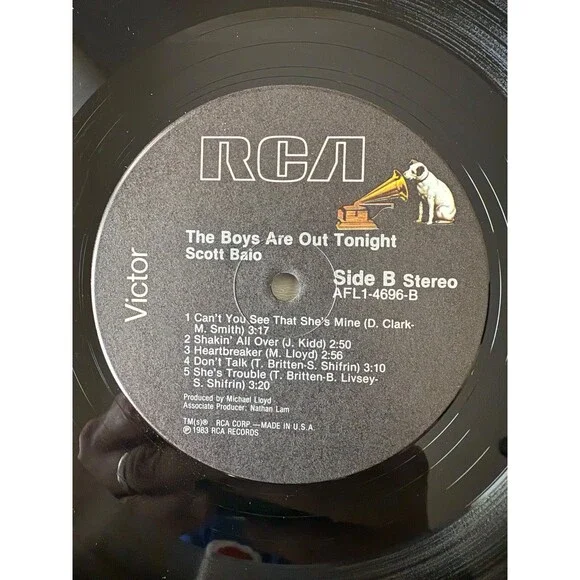 RCA
Victor
The Boys Are Out Tonight
Scott Baio
Side B Stereo
AFL1-4696-B
1 Can't You See That She's Mine (D. Clark-
M. Smith) 3:17
2 Shakin' All Over (J. Kidd) 2:50
3 Heartbreaker (M. Lloyd) 2:56
4 Don't Talk (T. Britten-S. Shifrin) 3:10
5 She's Trouble (T. Britten-B. Livsey-
S. Shifrin) 3:20
Produced by Michael Lloyd
Associate Producer: Nathan Lam
TM(s)® RCA CORP.—MADE IN U.S.A.
℗1983 RCA RECORDS